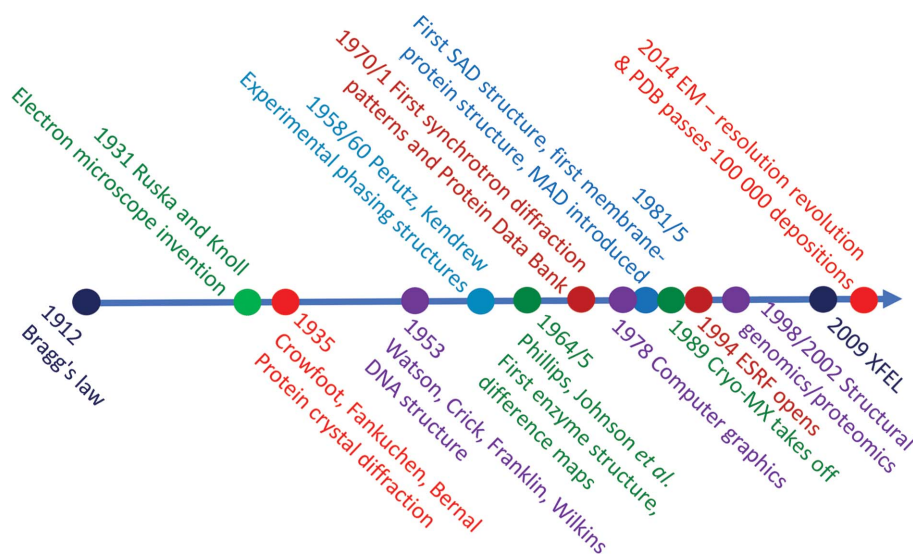 1912
Bragg's law
1931 Ruska and Knoll
Electron microscope invention
1935
Crowfoot, Fankuchen, Bernal
Protein crystal diffraction
1953
Watson, Crick, Franklin, Wilkins
DNA structure
1958/60 Perutz, Kendrew
Experimental phasing structures
1964/5
Phillips, Johnson et al.
First enzyme structure,
difference maps
1970/1 First synchrotron diffraction
patterns and Protein Data Bank
1978 Computer graphics
1981/5
First SAD structure, first membrane-
protein structure, MAD introduced
1989 Cryo-MX takes off
1994 ESRF opens
1998/2002 Structural
genomics/proteomics
2009 XFEL
2014 EM – resolution revolution
& PDB passes 100 000 depositions